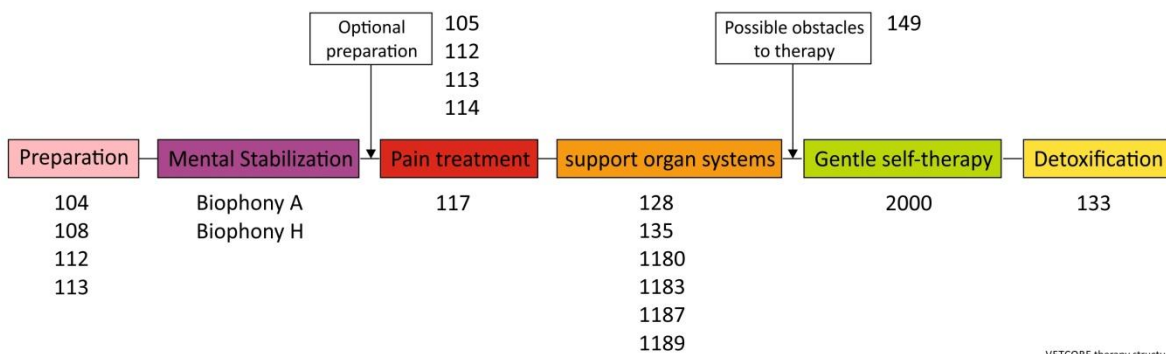 Optional
preparation
105
112
113
114
Possible obstacles
to therapy
149
Preparation
Mental Stabilization
Pain treatment
support organ systems
Gentle self-therapy
Detoxification
104
108
112
113
Biophony A
Biophony H
117
128
135
1180
1183
1187
1189
2000
133